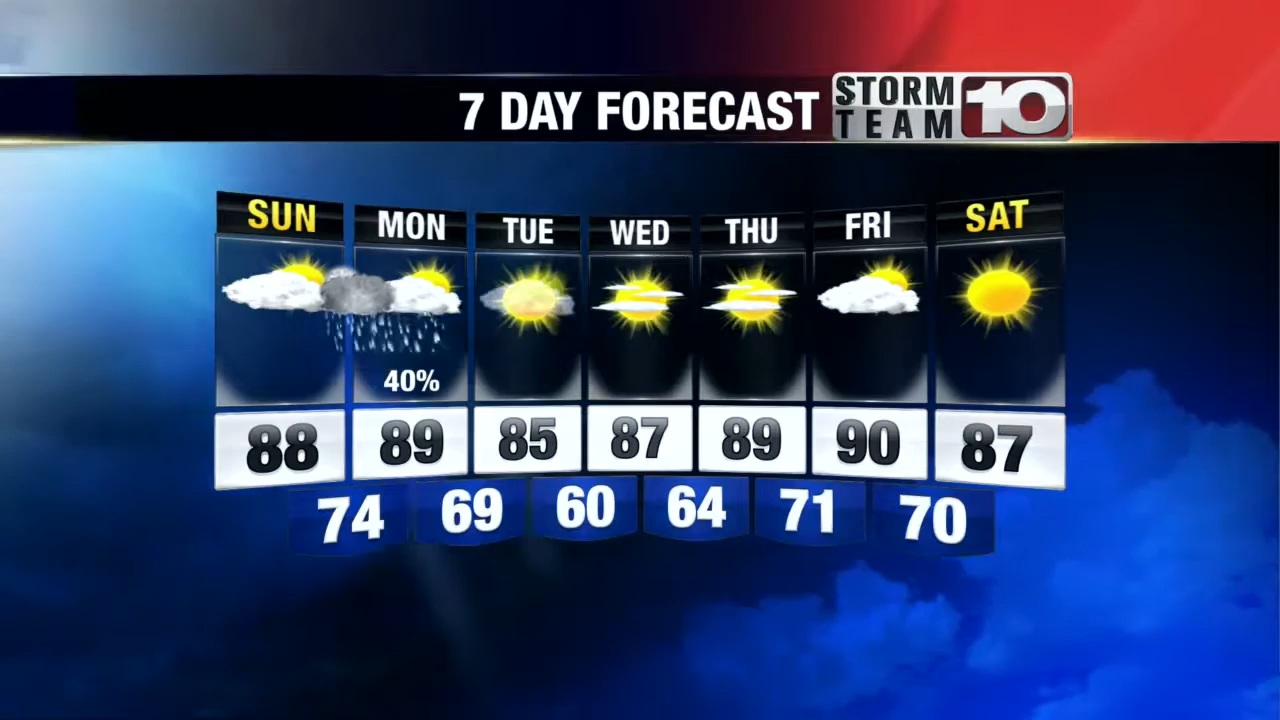 7 DAY FORECAST
STORM
TEAM
10
SUN MON TUE WED THU FRI SAT
40%
88 89 85 87 89 90 87
74 69 60 64 71 70